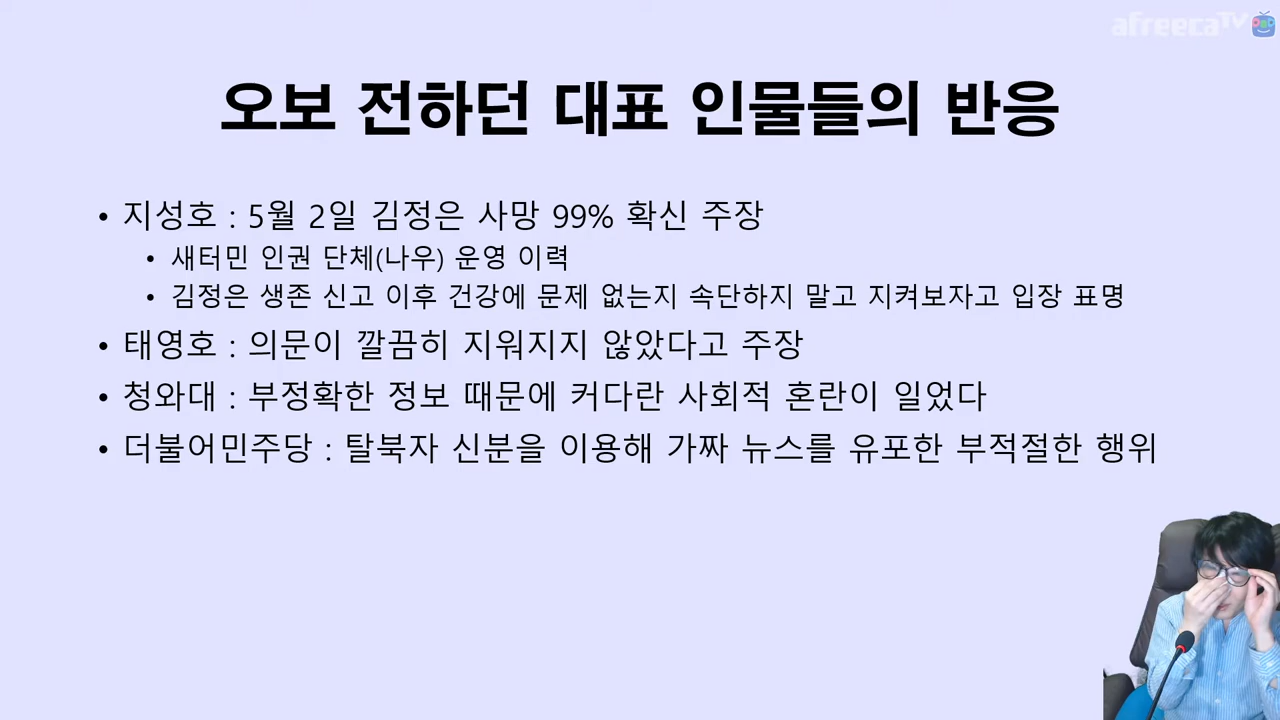 afreecaTV
오보 전하던 대표 인물들의 반응
• 지성호 : 5월 2일 김정은 사망 99% 확신 주장
• 새터민 인권 단체(나우) 운영 이력
• 김정은 생존 신고 이후 건강에 문제 없는지 속단하지 말고 지켜보자고 입장 표명
• 태영호 : 의문이 깔끔히 지워지지 않았다고 주장
• 청와대 : 부정확한 정보 때문에 커다란 사회적 혼란이 일었다
• 더불어민주당 : 탈북자 신분을 이용해 가짜 뉴스를 유포한 부적절한 행위